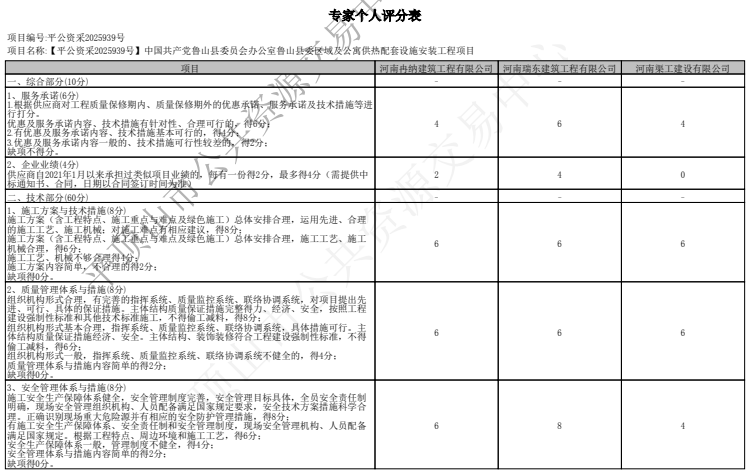 专家个人评分表
项目编号:平公资采2025939号
项目名称:【平公资采2025939号】中国共产党鲁山县委员会办公室鲁山县委区域及公寓供热配套设施安装工程项目
项目 河南冉纳建筑工程有限公司 河南瑞东建筑工程有限公司 河南渠工建设有限公司
一、综合部分(10分) - - -
1、服务承诺(6分)
1.根据供应商对工程质量保修期内、质量保修期外的优惠承诺、服务承诺及技术措施等进
行打分。
优惠及服务承诺内容、技术措施有针对性、合理可行的，得6分；
2.有优惠及服务承诺内容、技术措施基本可行的，得4分；
3.优惠及服务承诺内容一般的、技术措施可行性较差的，得2分；
缺项不得分。
4 6 4
2、企业业绩(4分)
供应商自2021年1月以来承担过类似项目业绩的，每有一份得2分，最多得4分（需提供中
标通知书、合同，日期以合同签订时间为准）
2 4 0
二、技术部分(60分) - - -
1、施工方案与技术措施(8分)
施工方案（含工程特点、施工重点与难点及绿色施工）总体安排合理，运用先进、合理
的施工工艺、施工机械；对施工难点有相应建议，得8分；
施工方案（含工程特点、施工重点与难点及绿色施工）总体安排合理，施工工艺、施工
机械合理，得6分；
施工工艺、机械不够合理得4分；
施工方案内容简单，不合理的得2分；
缺项得0分。
6 6 6
2、质量管理体系与措施(8分)
组织机构形式合理，有完善的指挥系统、质量监控系统、联络协调系统，对项目提出先
进、可行、具体的保证措施。主体结构质量保证措施完整得力、经济、安全，按照工程
建设强制性标准和其他技术标准施工，不得偷工减料，得8分；
组织机构形式基本合理，指挥系统、质量监控系统、联络协调系统，具体措施可行。主
体结构质量保证措施经济、安全。主体结构、装饰装修符合工程建设强制性标准，不得
偷工减料，得6分；
组织机构形式一般，指挥系统、质量监控系统、联络协调系统不健全的，得4分；
质量管理体系与措施内容简单的得2分；
缺项得0分。
6 6 6
3、安全管理体系与措施(8分)
施工安全生产保障体系健全，安全管理制度完善，安全管理目标具体，全员安全责任制
明确，现场安全管理组织机构、人员配备满足国家规定要求，安全技术方案措施科学合
理。正确识别现场重大危险源并有相应的安全防护管理措施，得8分；
有施工安全生产保障体系、安全责任制和安全管理制度，现场安全管理机构、人员配备
满足国家规定。根据工程特点、周边环境和施工工艺，得6分；
安全生产保障体系一般，管理制度不健全，得4分；
安全管理体系与措施内容简单的得2分；
缺项得0分。
6 8 4
平顶山市公共资源交易中心